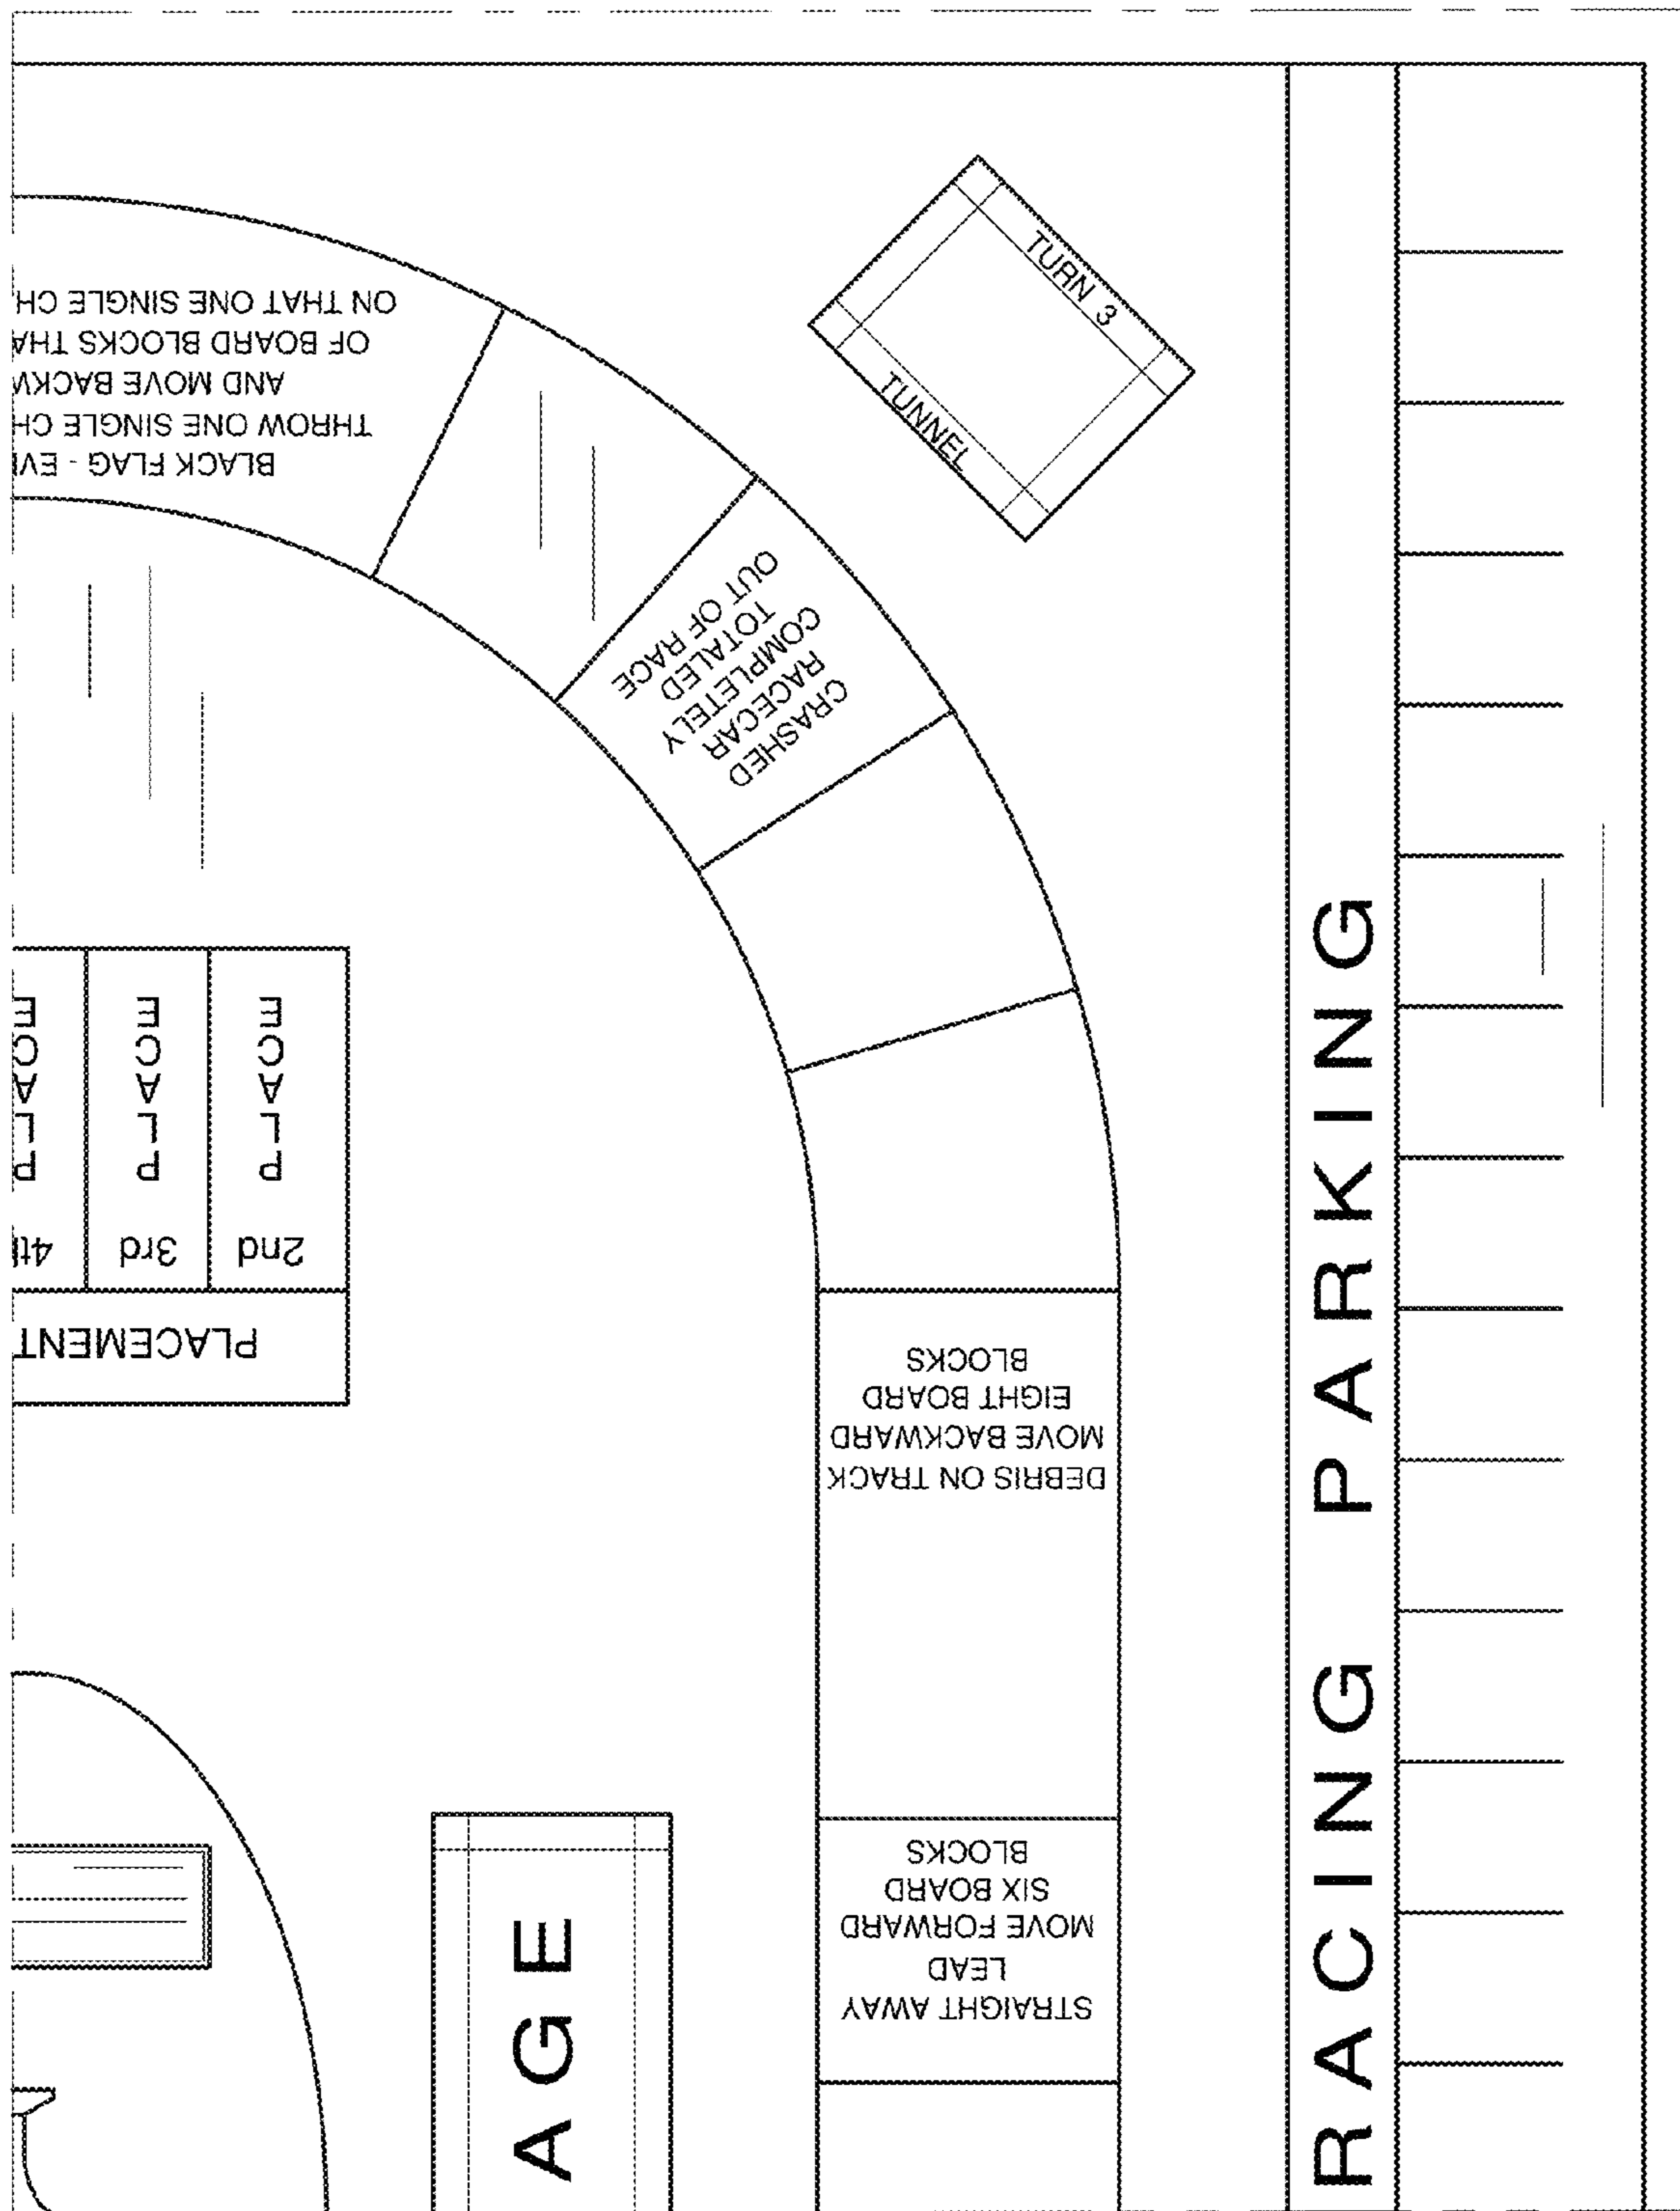 BLACK FLAG - EV
THROW ONE SINGLE CH
AND MOVE BACKW
OF BOARD BLOCKS THA
ON THAT ONE SINGLE CH
CRASHED
RACECAR
COMPLETELY
TOTALED
OUT OF RACE
TURN 3
TUNNEL
PLACEMENT
2nd
PLACE
3rd
PLACE
4th
PLACE
DEBRIS ON TRACK
MOVE BACKWARD
EIGHT BOARD
BLOCKS
STRAIGHT AWAY
LEAD
MOVE FORWARD
SIX BOARD
BLOCKS
AGE
RACING PARKING